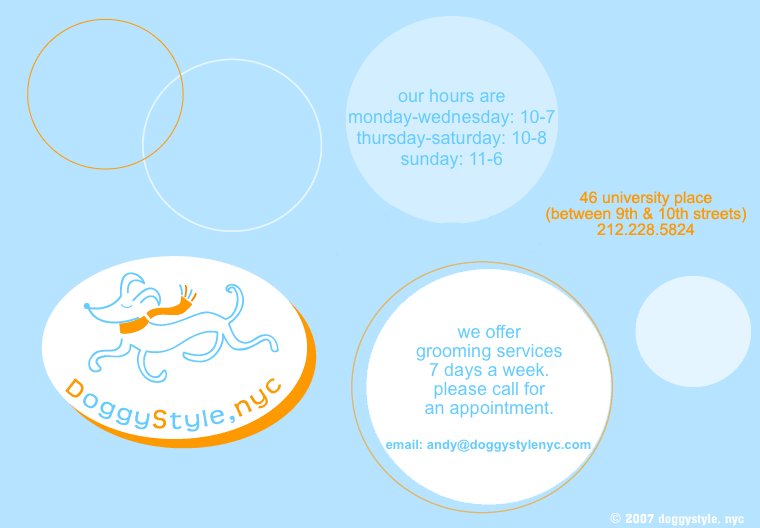 our hours are
monday-wednesday: 10-7
thursday-saturday: 10-8
sunday: 11-6
46 university place
(between 9th & 10th streets)
212.228.5824
DoggyStyle,nyc
we offer
grooming services
7 days a week.
please call for
an appointment.
email: andy@doggystylenyc.com
© 2007 doggystyle. nyc